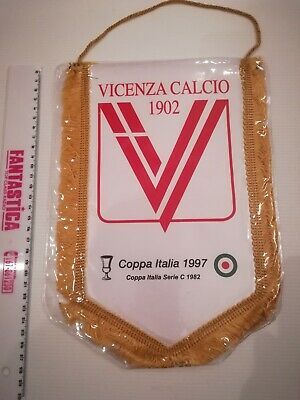 VICENZA CALCIO
1902
Coppa Italia 1997
Coppa Italia Serie C 1982
FANTASTICA